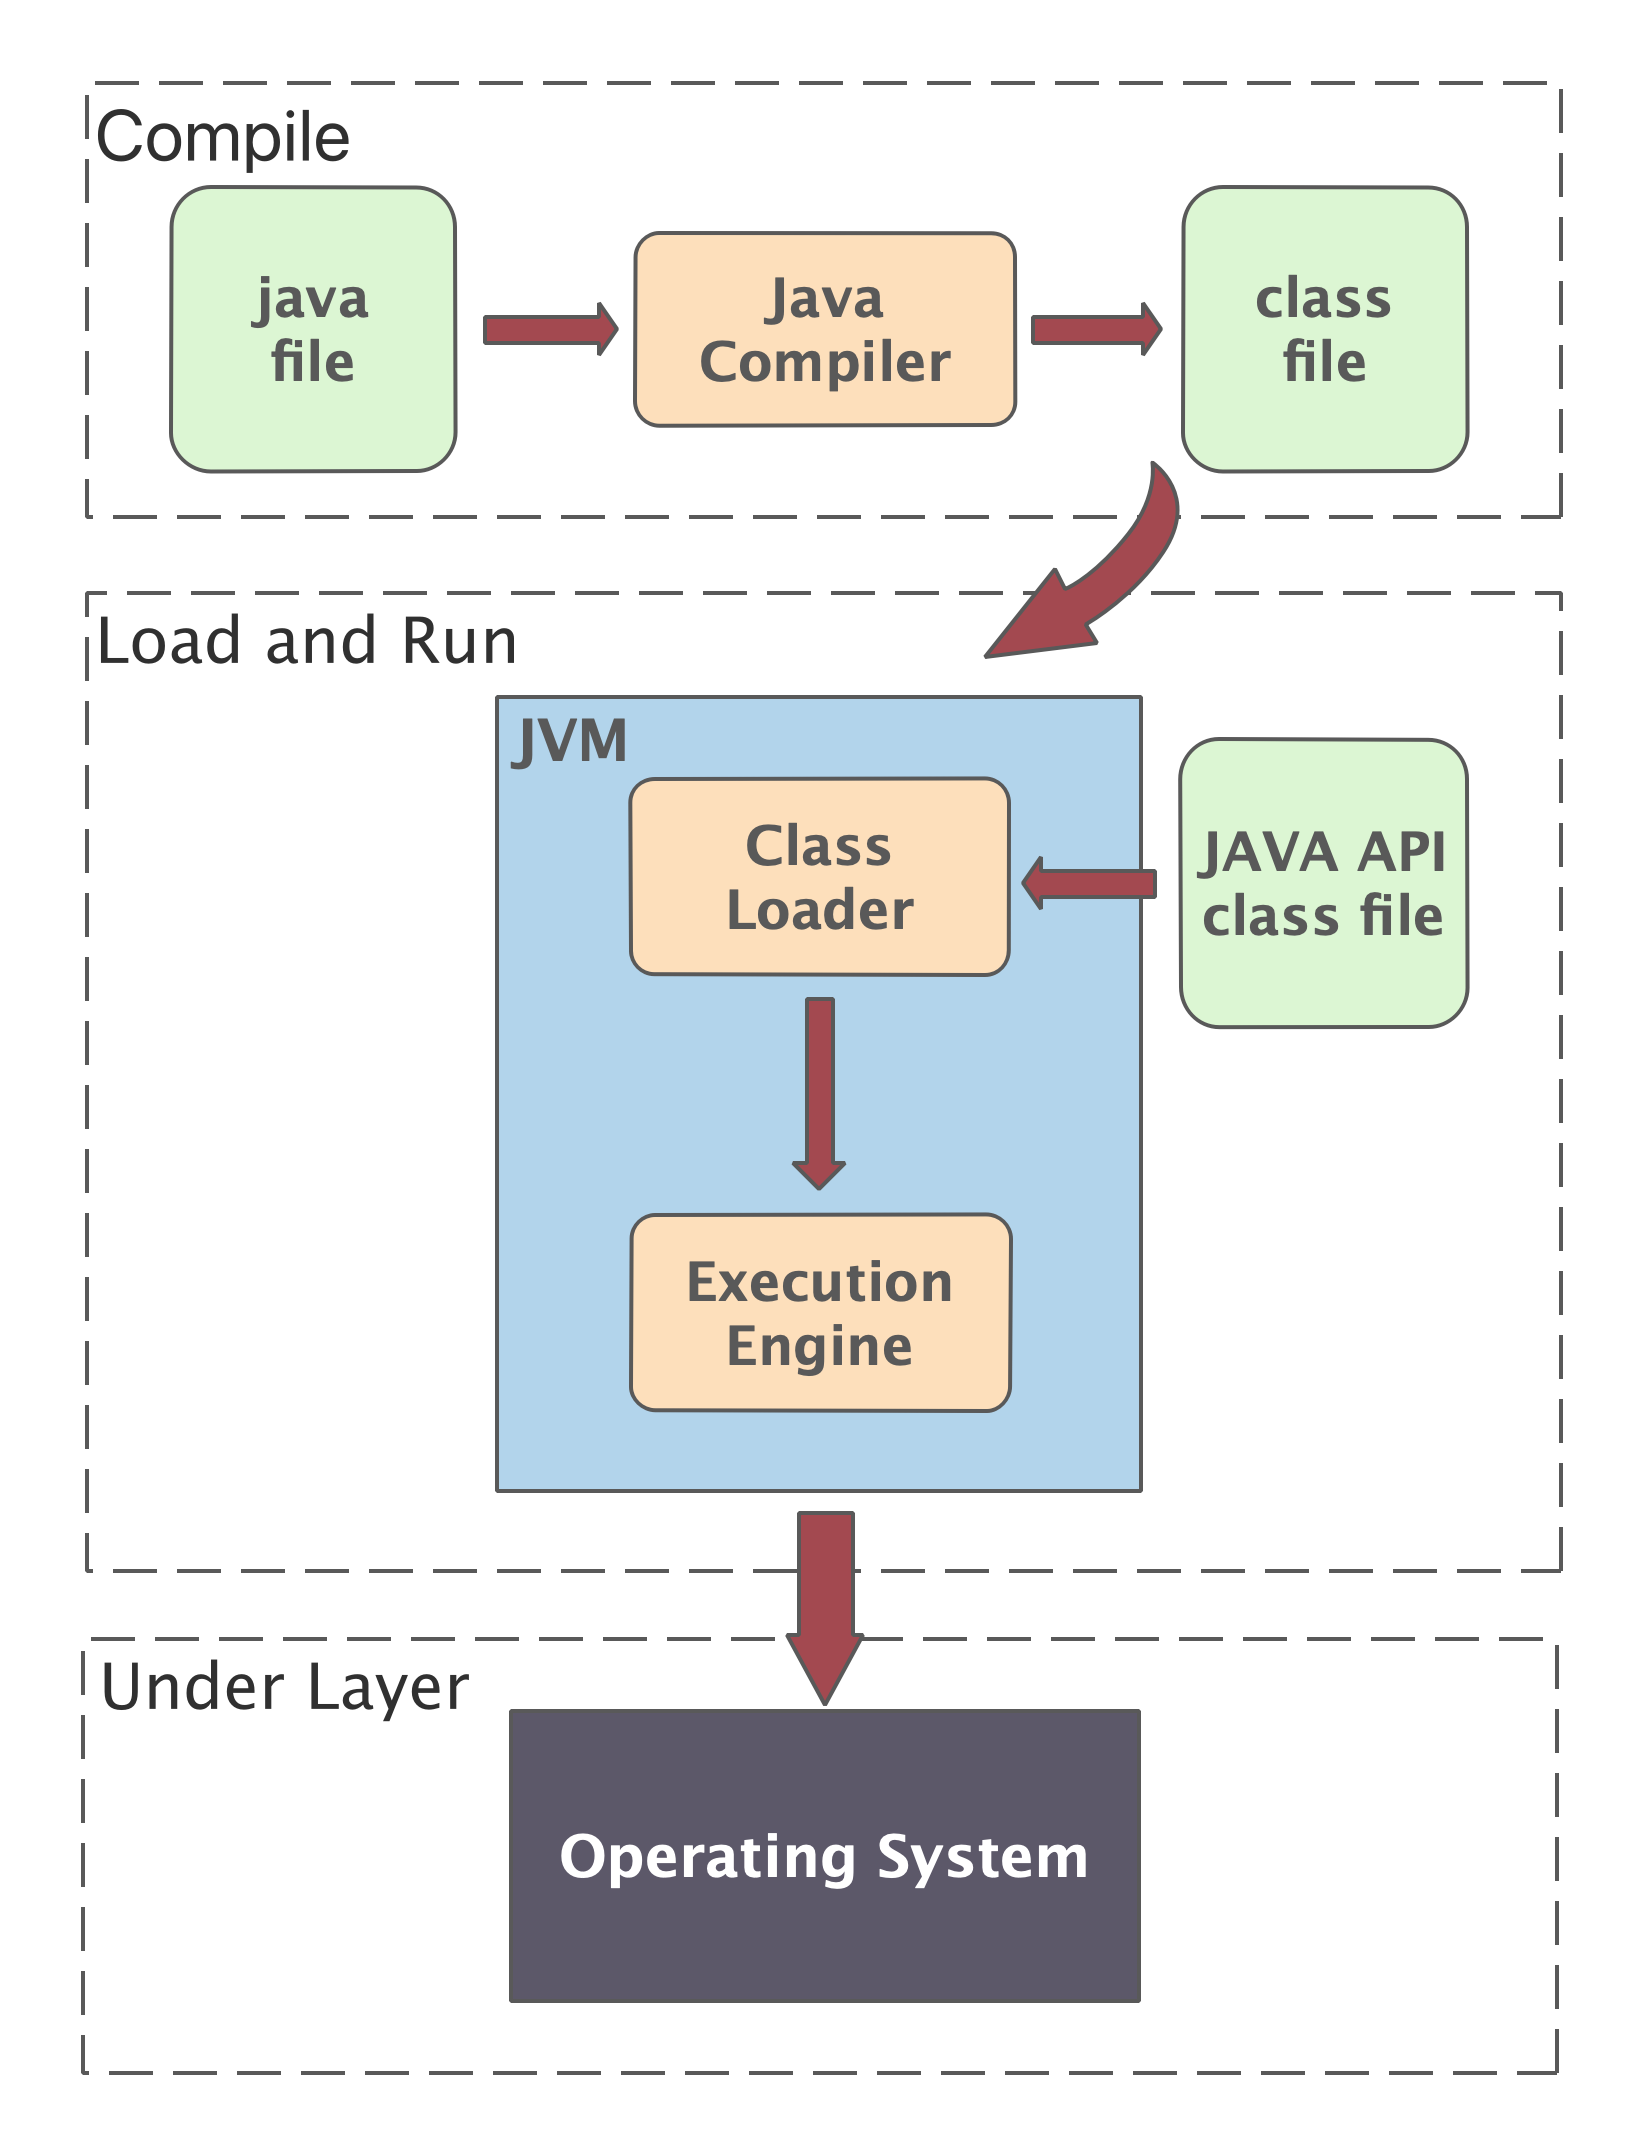 Compile
java
file
Java
Compiler
class
file
Load and Run
JVM
Class
Loader
JAVA API
class file
Execution
Engine
Under Layer
Operating System